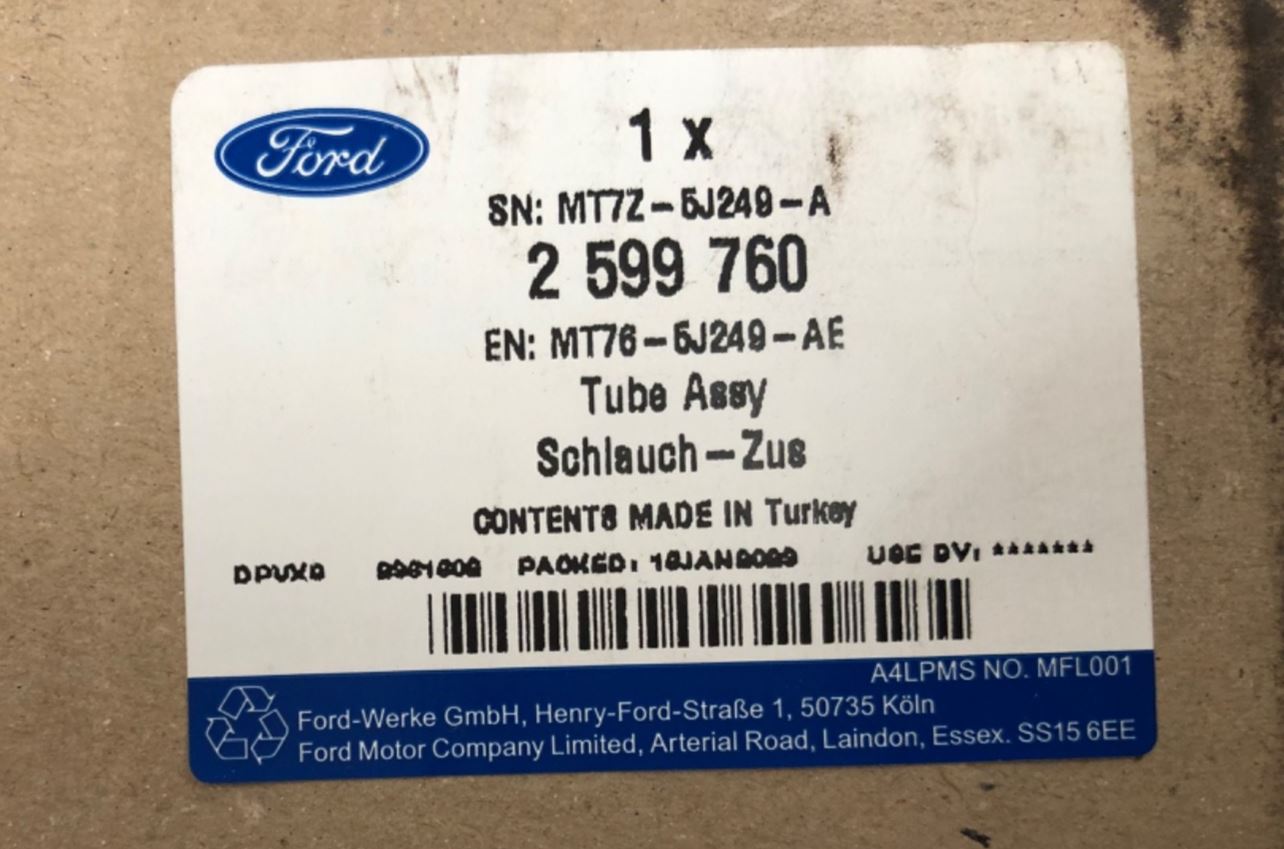 Ford
1 x
SN: MT7Z-5J249-A
2 599 760
EN: MT76-5J249-AE
Tube Assy
Schlauch-Zus
CONTENTS MADE IN Turkey
PACKED: USE BY: *******
A4LPMS NO. MFL001
Ford-Werke GmbH, Henry-Ford-Straße 1, 50735 Köln
Ford Motor Company Limited, Arterial Road, Laindon, Essex. SS15 6EE